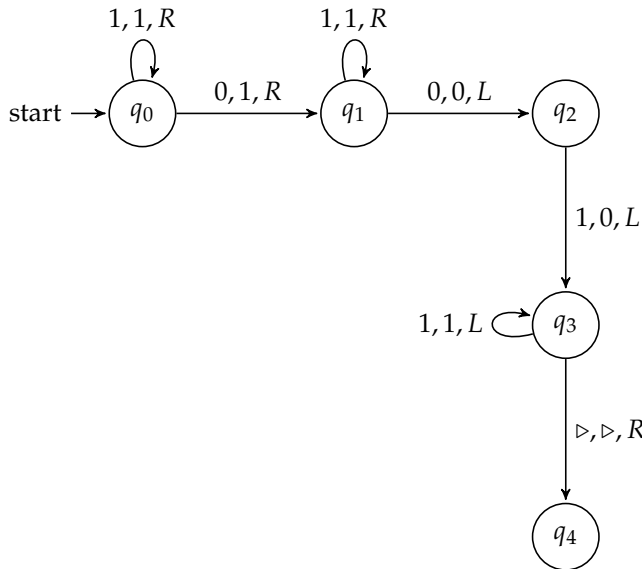 1, 1, R 1, 1, R
start q₀ 0, 1, R q₁ 0, 0, L q₂
1, 0, L
1, 1, L q₃
▷, ▷, R
q₄